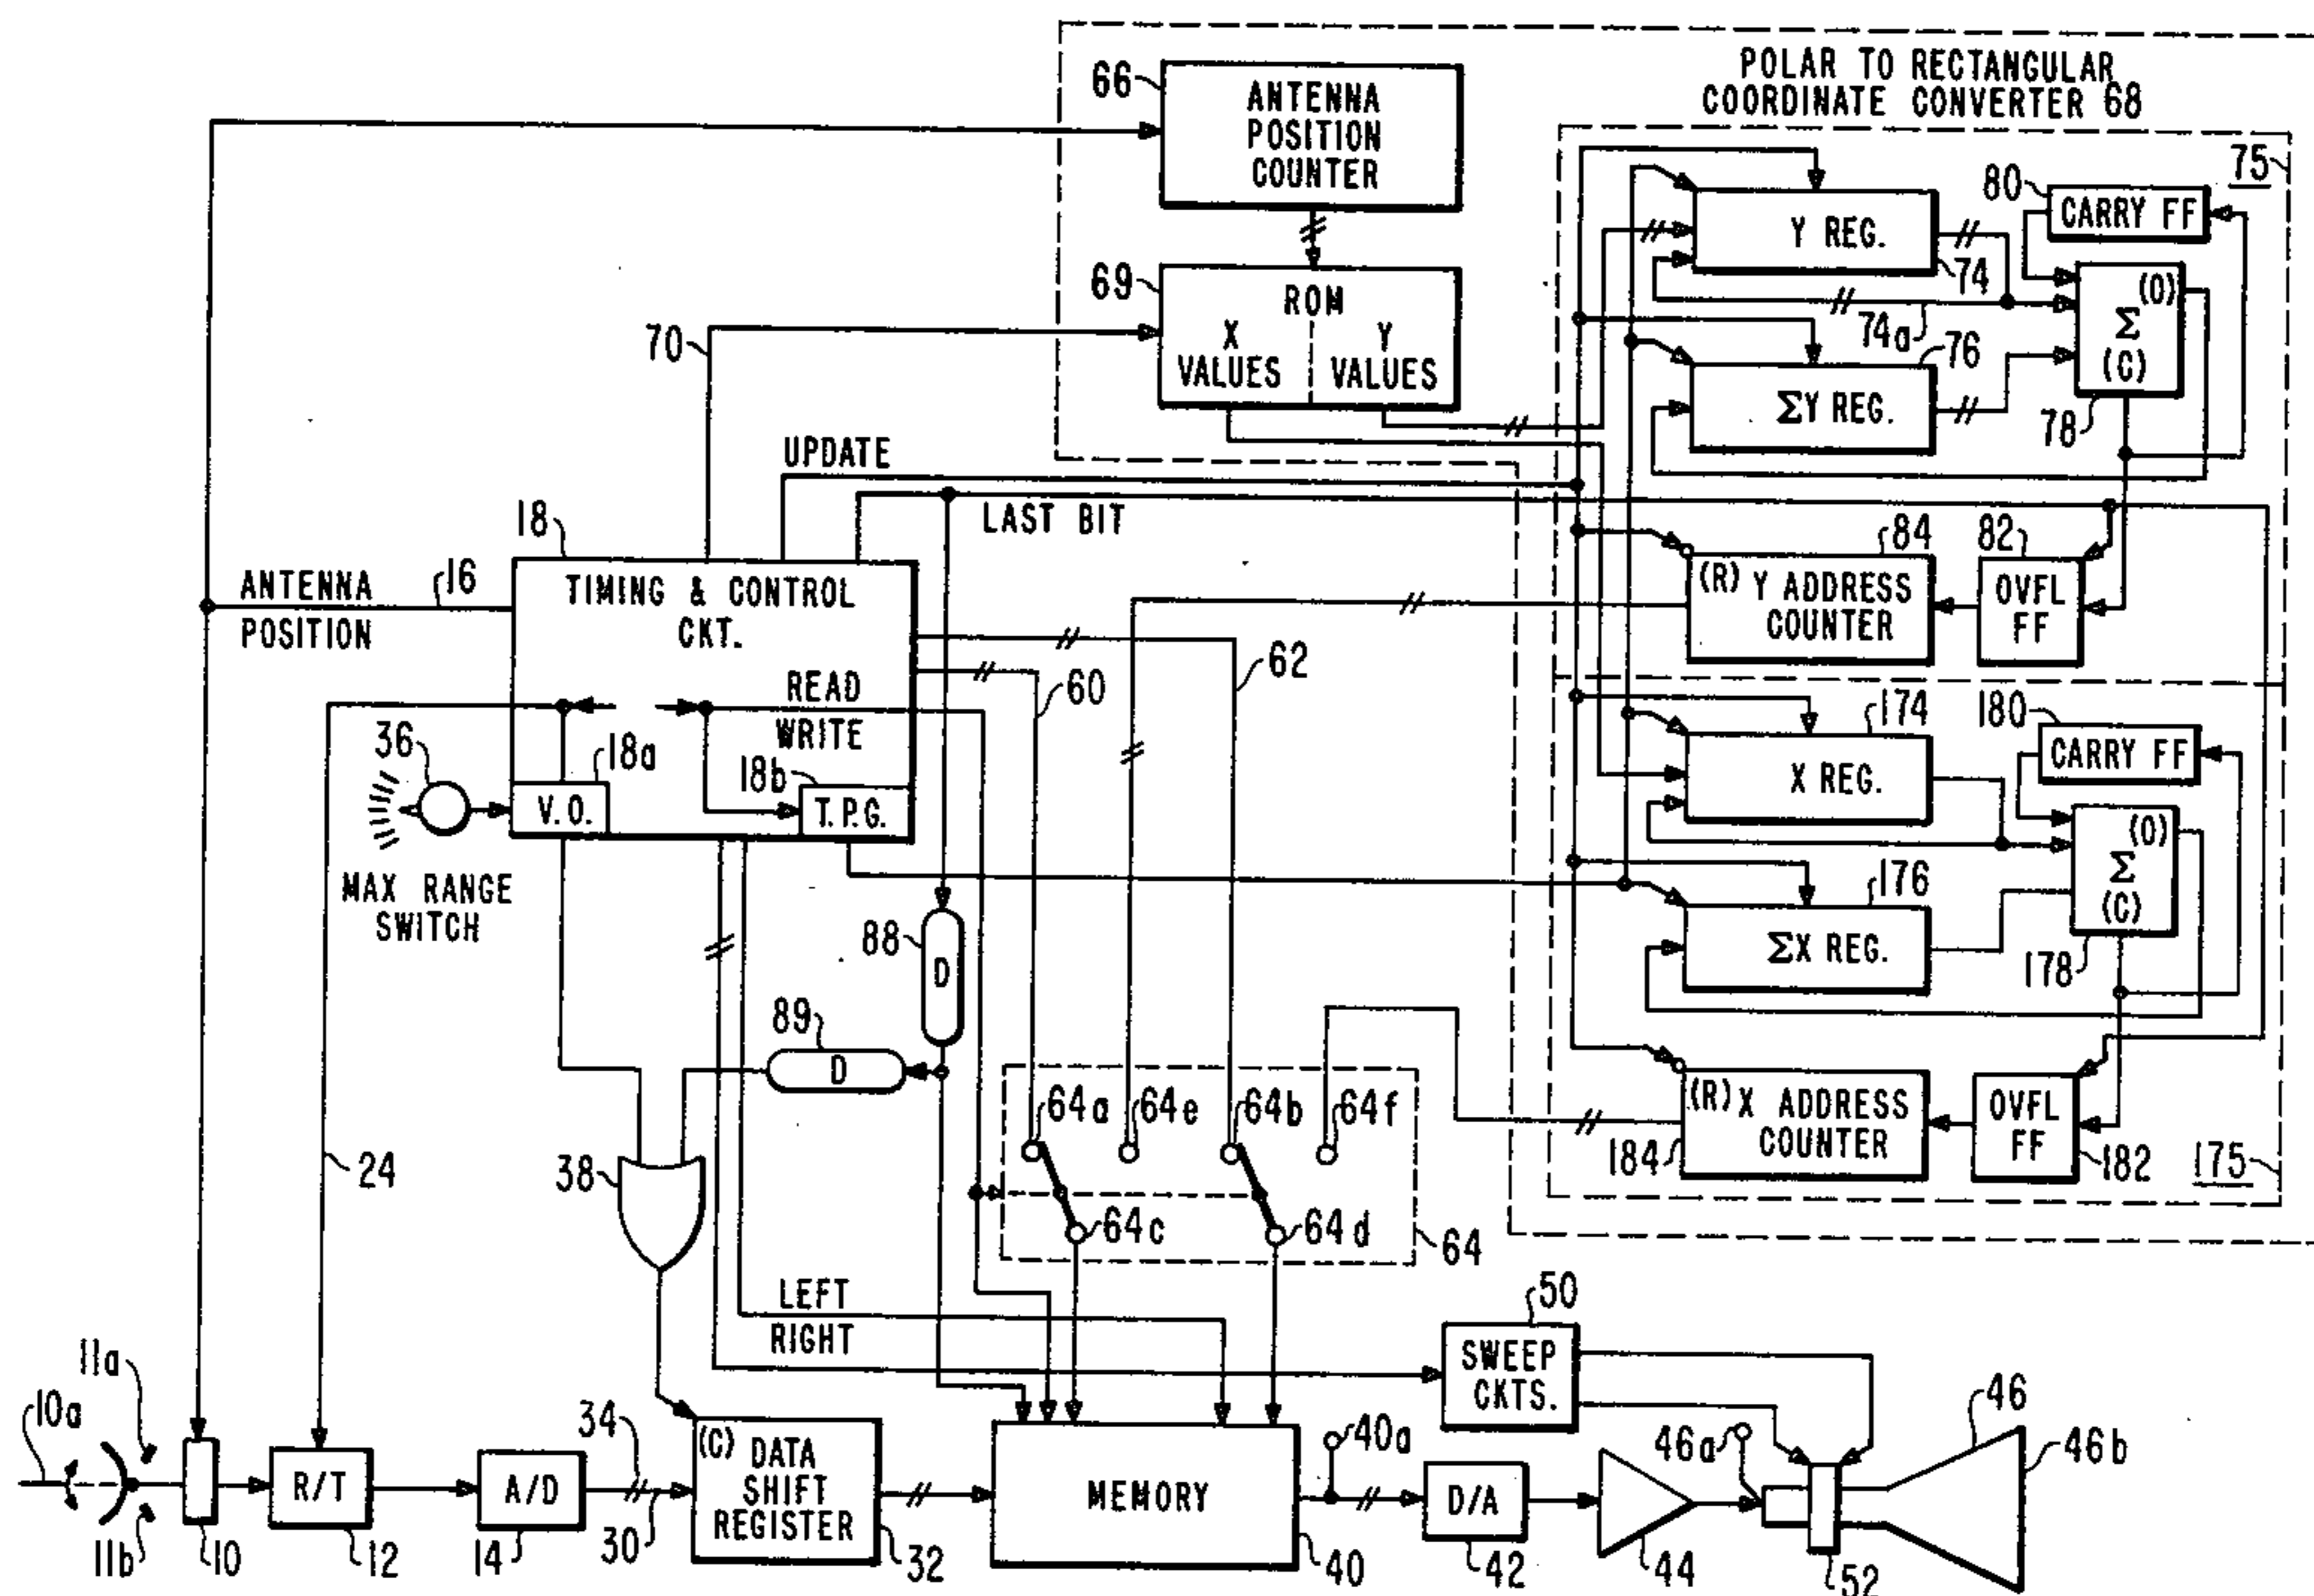 POLAR TO RECTANGULAR
COORDINATE CONVERTER 68
66
ANTENNA
POSITION
COUNTER
75
80
CARRY FF
Y REG.
74
69
ROM
X
VALUES
Y
VALUES
70
74a
76
Σ
(O)
(C)
ΣY REG.
78
UPDATE
LAST BIT
18
84
82
ANTENNA
POSITION
16
TIMING & CONTROL
CKT.
(R) Y ADDRESS
COUNTER
OVFL
FF
60
62
READ
WRITE
36
18a
18b
V.O.
T.P.G.
174
180
CARRY FF
X REG.
MAX RANGE
SWITCH
176
Σ
(O)
(C)
88
D
ΣX REG.
178
89
D
64a
64e
64b
64f
(R) X ADDRESS
COUNTER
OVFL
FF
184
182
175
24
38
64c
64d
64
LEFT
RIGHT
50
SWEEP
CKTS.
11a
10a
11b
10
R/T
12
A/D
14
34
30
(C) DATA
SHIFT
REGISTER
32
MEMORY
40
40a
D/A
42
44
46a
46
46b
52